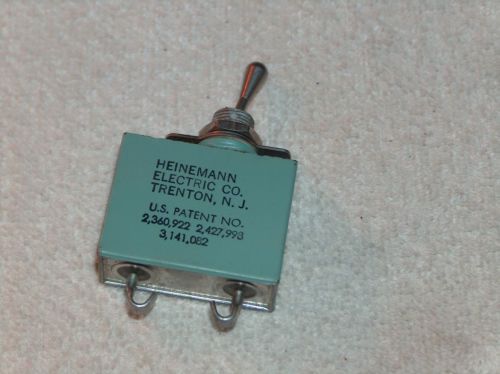 HEINEMANN
ELECTRIC CO.
TRENTON, N. J.
U.S. PATENT NO.
2,360,922 2,427,993
3,141,082